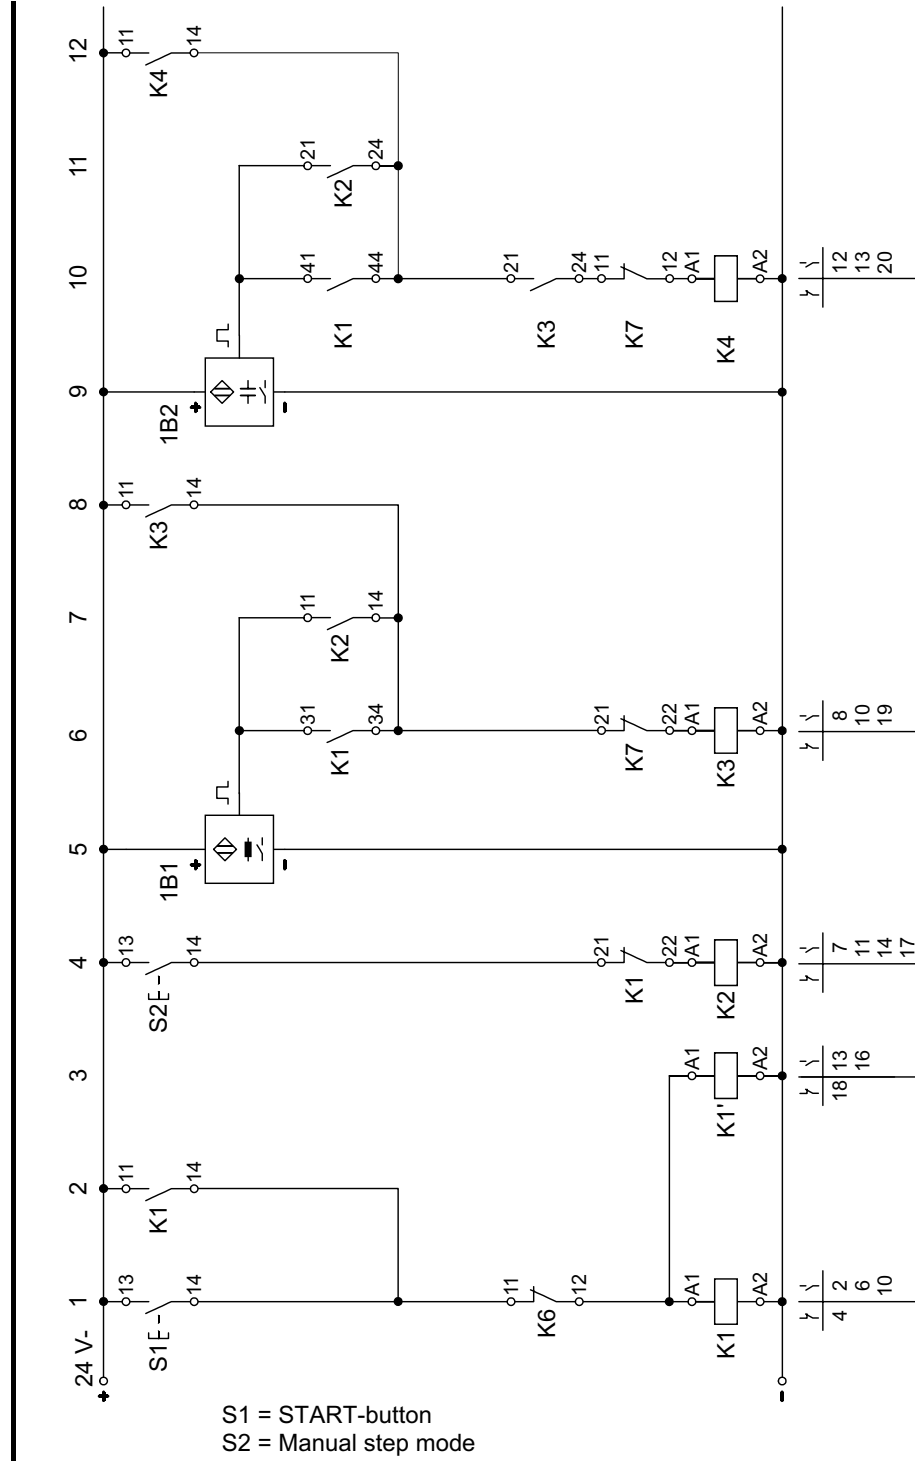 12
11
14
K4
11
21
24
K2
10
41
44
K1
21
24
K3
11
12
K7
A1
A2
K4
12
13
20
9
1B2
+
-
8
11
14
K3
7
11
14
K2
6
31
34
K1
21
22
K7
A1
A2
K3
8
10
19
5
1B1
+
-
4
13
14
S2
21
22
K1
A1
A2
K2
7
11
14
17
3
A1
A2
K1'
18
13
16
2
11
14
K1
1
13
14
S1
11
12
K6
A1
A2
K1
4
2
6
10
24 V-
+
-
S1 = START-button
S2 = Manual step mode